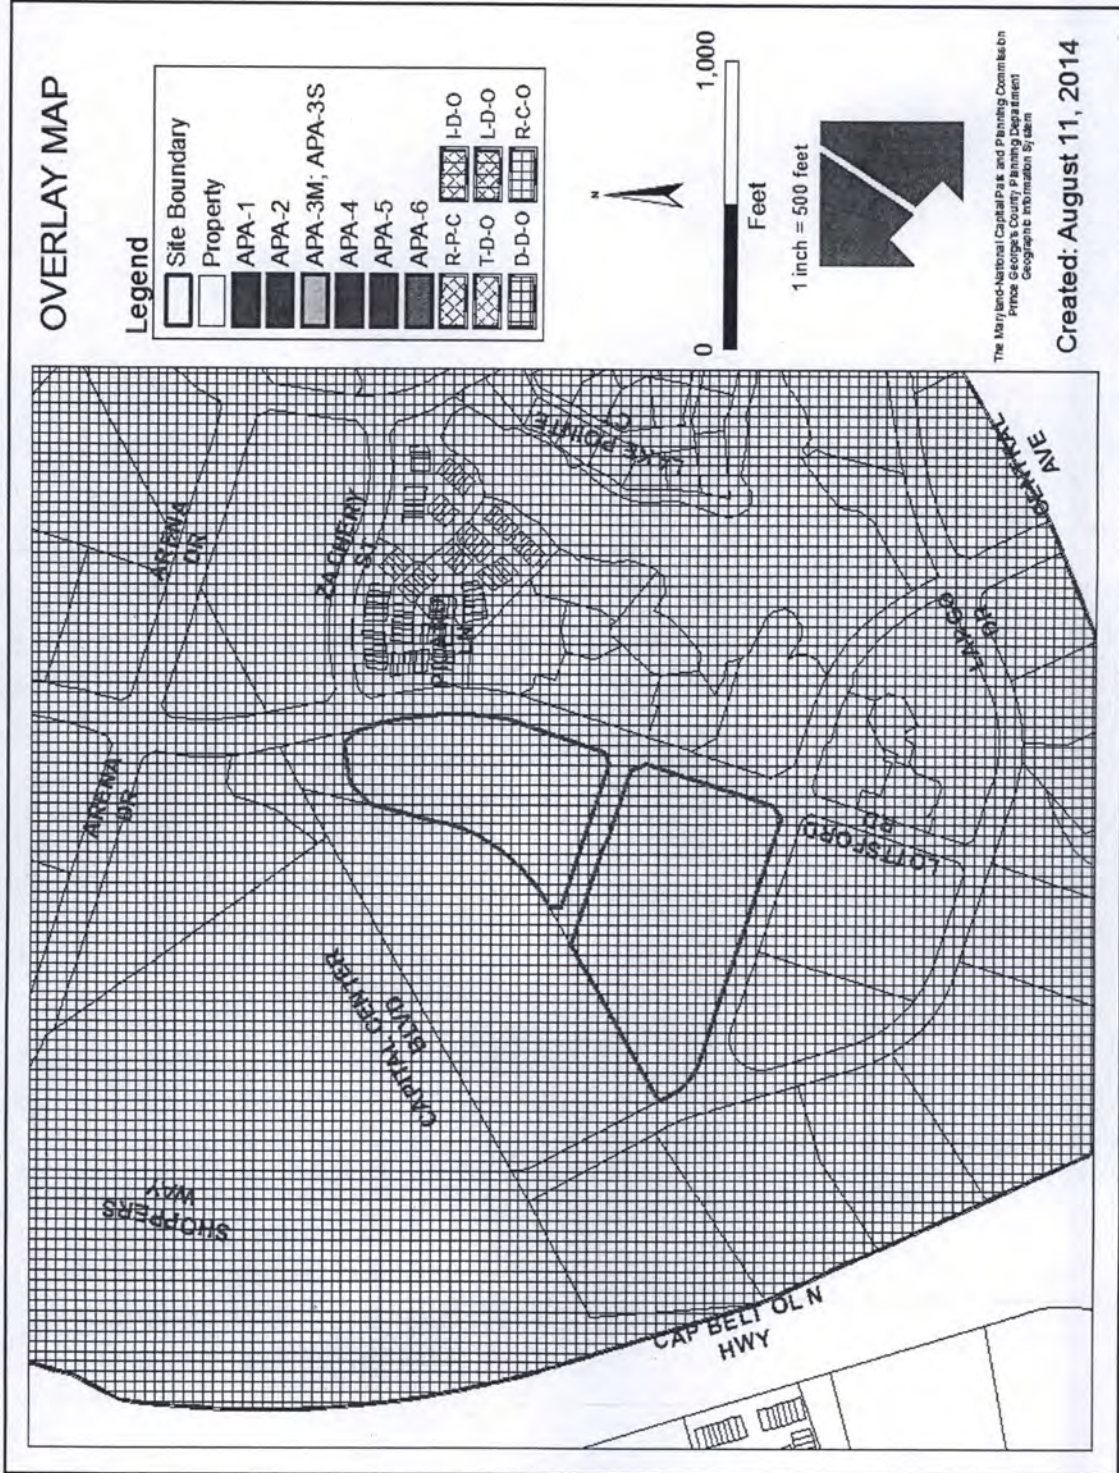 OVERLAY MAP
Legend
Site Boundary
Property
APA-1
APA-2
APA-3M; APA-3S
APA-4
APA-5
APA-6
R-P-C
I-D-O
T-D-O
L-D-O
D-D-O
R-C-O
N
0
1,000
Feet
1 inch = 500 feet
The Maryland-National Capital Park and Planning Commission
Prince George's County Planning Department
Geographic Information System
Created: August 11, 2014
ARENA
DR
ARENA
DR
ZACHERY
ST
LN
LAKE POINTE
CT
LARGO
DR
CENTRAL
AVE
LOTTSFORD
RD
CAPITAL CENTER
BLVD
SHOPPERS
WAY
CAP BELT OL N
HWY